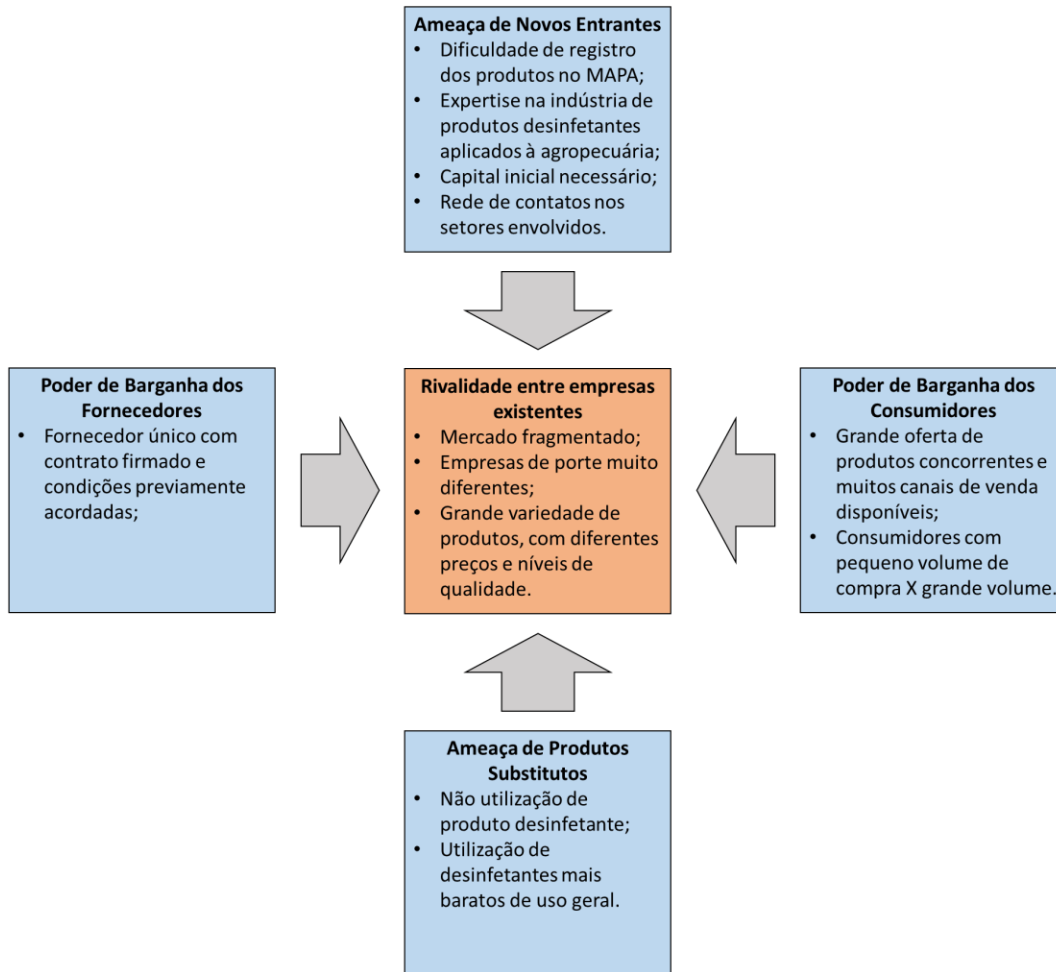 Ameaça de Novos Entrantes
• Dificuldade de registro
dos produtos no MAPA;
• Expertise na indústria de
produtos desinfetantes
aplicados à agropecuária;
• Capital inicial necessário;
• Rede de contatos nos
setores envolvidos.
Poder de Barganha dos
Fornecedores
• Fornecedor único com
contrato firmado e
condições previamente
acordadas;
Rivalidade entre empresas
existentes
• Mercado fragmentado;
• Empresas de porte muito
diferentes;
• Grande variedade de
produtos, com diferentes
preços e níveis de
qualidade.
Poder de Barganha dos
Consumidores
• Grande oferta de
produtos concorrentes e
muitos canais de venda
disponíveis;
• Consumidores com
pequeno volume de
compra X grande volume.
Ameaça de Produtos
Substitutos
• Não utilização de
produto desinfetante;
• Utilização de
desinfetantes mais
baratos de uso geral.